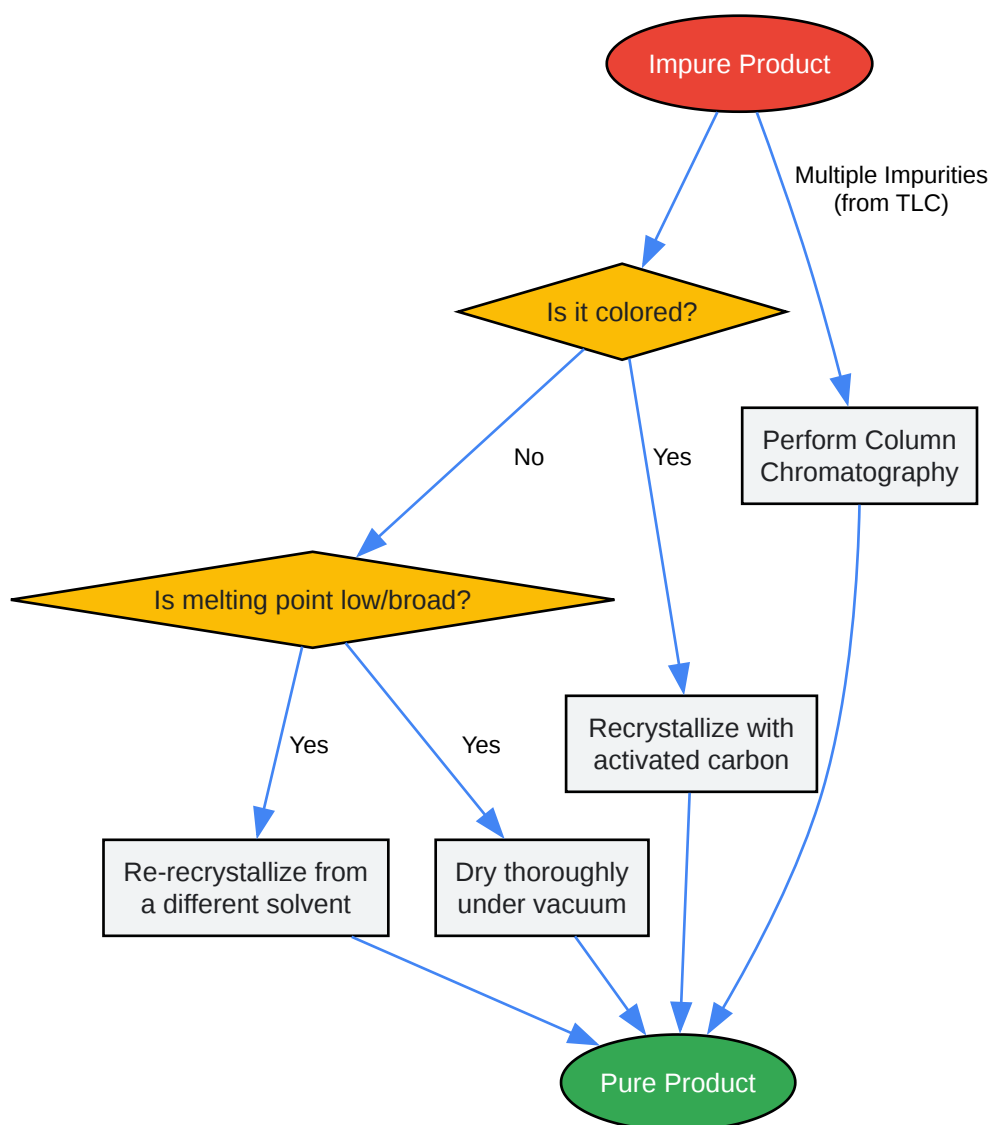 Impure Product
Multiple Impurities
(from TLC)
Is it colored?
Perform Column
Chromatography
No
Yes
Is melting point low/broad?
Recrystallize with
activated carbon
Yes
Yes
Re-recrystallize from
a different solvent
Dry thoroughly
under vacuum
Pure Product